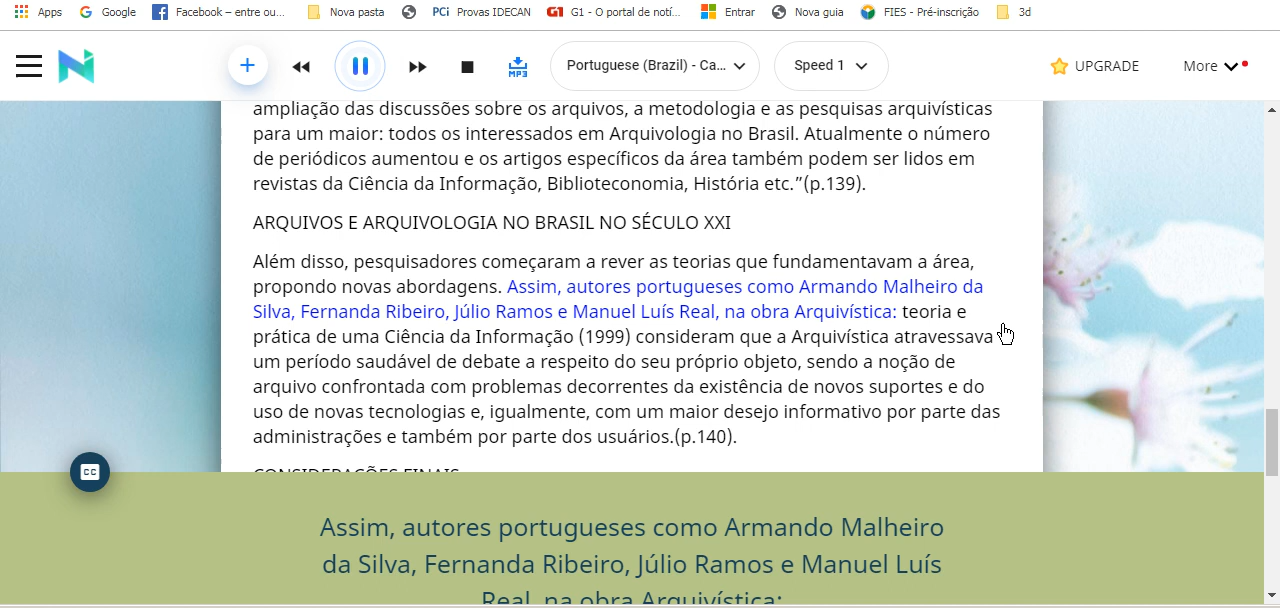 Apps Google Facebook – entre ou... Nova pasta PCi Provas IDECAN G1 G1 - O portal de notí... Entrar Nova guia FIES - Pré-inscrição 3d
+ MP3 Portuguese (Brazil) - Ca... Speed 1 UPGRADE More
ampliação das discussões sobre os arquivos, a metodologia e as pesquisas arquivísticas
para um maior: todos os interessados em Arquivologia no Brasil. Atualmente o número
de periódicos aumentou e os artigos específicos da área também podem ser lidos em
revistas da Ciência da Informação, Biblioteconomia, História etc.”(p.139).
ARQUIVOS E ARQUIVOLOGIA NO BRASIL NO SÉCULO XXI
Além disso, pesquisadores começaram a rever as teorias que fundamentavam a área,
propondo novas abordagens. Assim, autores portugueses como Armando Malheiro da
Silva, Fernanda Ribeiro, Júlio Ramos e Manuel Luís Real, na obra Arquivística: teoria e
prática de uma Ciência da Informação (1999) consideram que a Arquivística atravessava
um período saudável de debate a respeito do seu próprio objeto, sendo a noção de
arquivo confrontada com problemas decorrentes da existência de novos suportes e do
uso de novas tecnologias e, igualmente, com um maior desejo informativo por parte das
administrações e também por parte dos usuários.(p.140).
CONSIDERAÇÕES FINAIS
CC
Assim, autores portugueses como Armando Malheiro
da Silva, Fernanda Ribeiro, Júlio Ramos e Manuel Luís
Real, na obra Arquivística: